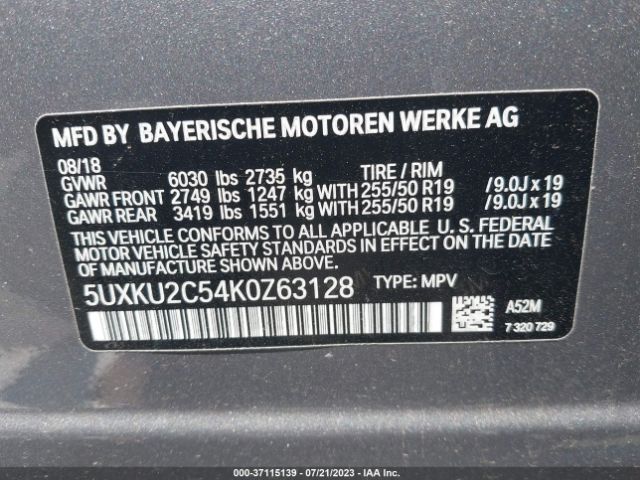 MFD BY BAYERISCHE MOTOREN WERKE AG
08/18
GVWR 6030 lbs 2735 kg TIRE / RIM
GAWR FRONT 2749 lbs 1247 kg WITH 255/50 R19 /9.0J x 19
GAWR REAR 3419 lbs 1551 kg WITH 255/50 R19 /9.0J x 19
THIS VEHICLE CONFORMS TO ALL APPLICABLE U. S. FEDERAL
MOTOR VEHICLE SAFETY STANDARDS IN EFFECT ON THE DATE
OF MANUFACTURE SHOWN ABOVE.
5UXKU2C54K0Z63128 TYPE: MPV
A52M
7 320 729
© - 37115139 - 07/21/2023 - IAA Inc.